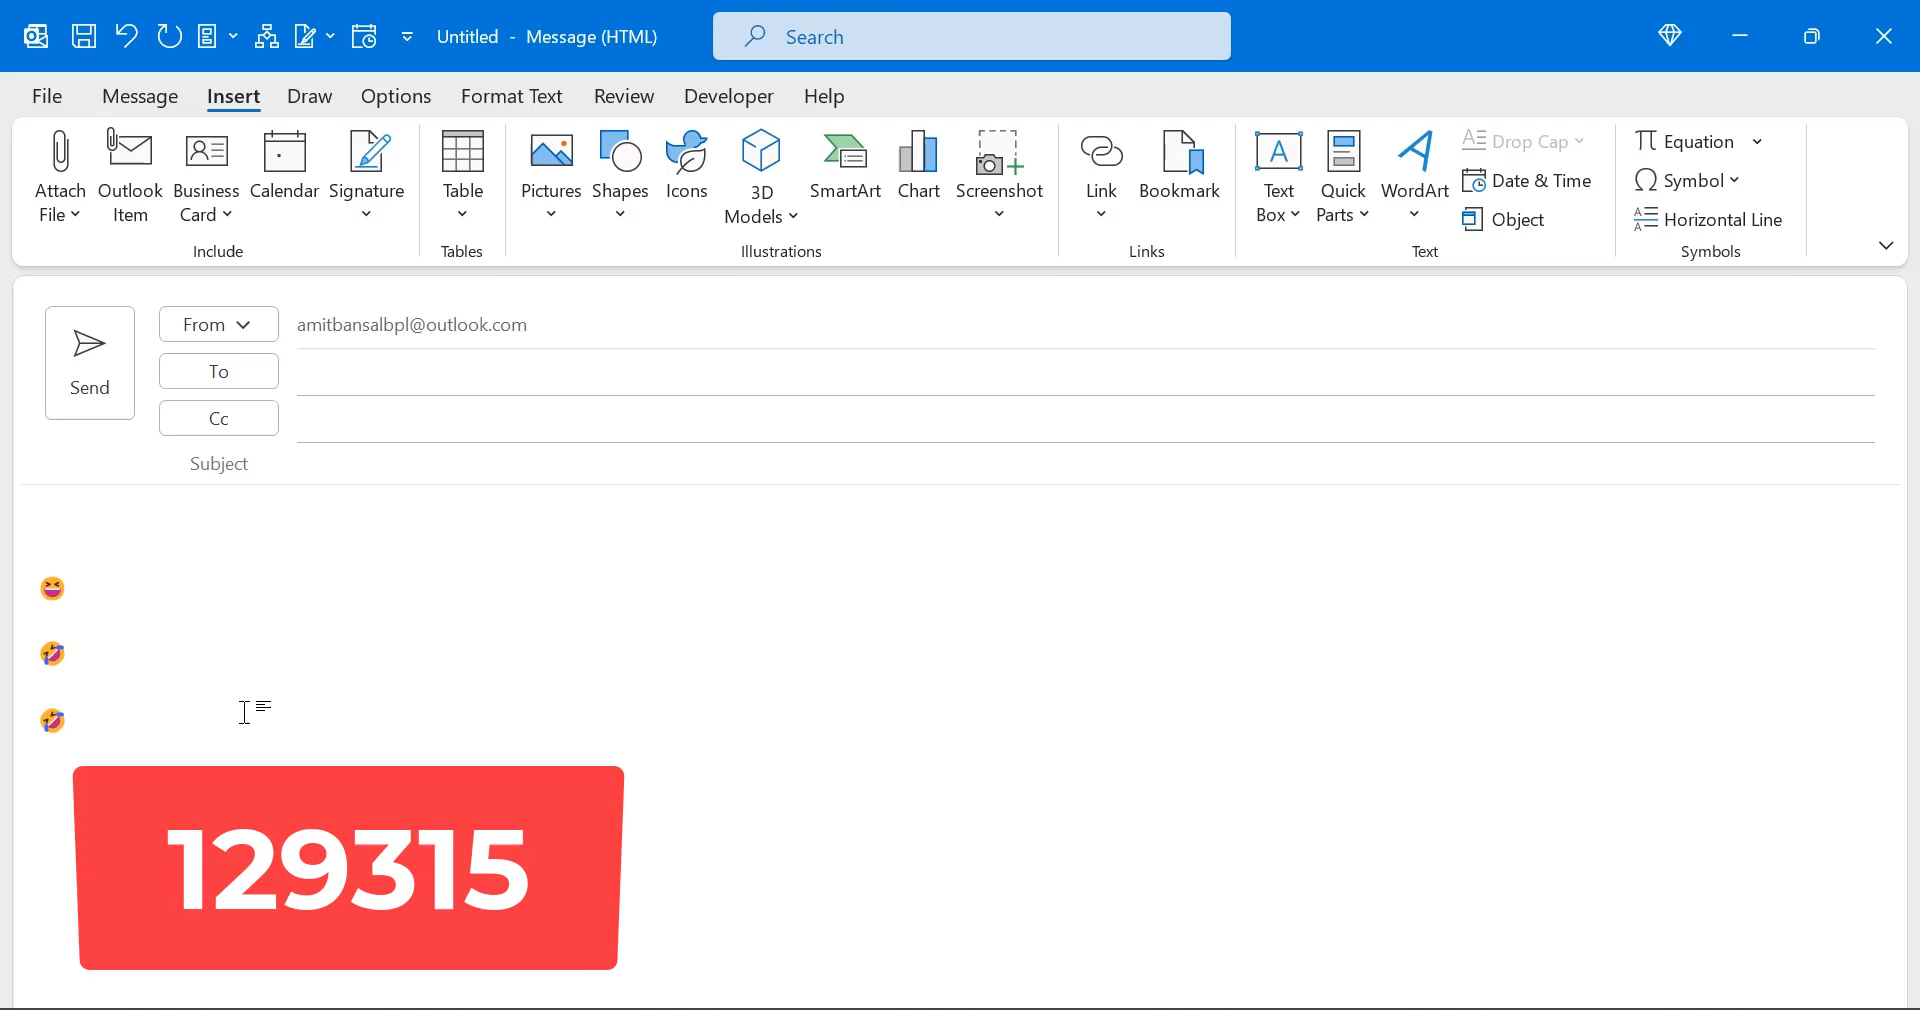 Untitled - Message (HTML)
Search
File Message Insert Draw Options Format Text Review Developer Help
Attach File
Outlook Item
Business Card
Calendar
Signature
Include
Table
Tables
Pictures
Shapes
Icons
3D Models
SmartArt
Chart
Screenshot
Illustrations
Link
Bookmark
Links
Text Box
Quick Parts
WordArt
Drop Cap
Date & Time
Object
Text
Equation
Symbol
Horizontal Line
Symbols
Send
From amitbansalbpl@outlook.com
To
Cc
Subject
😆
🤣
🤣
129315